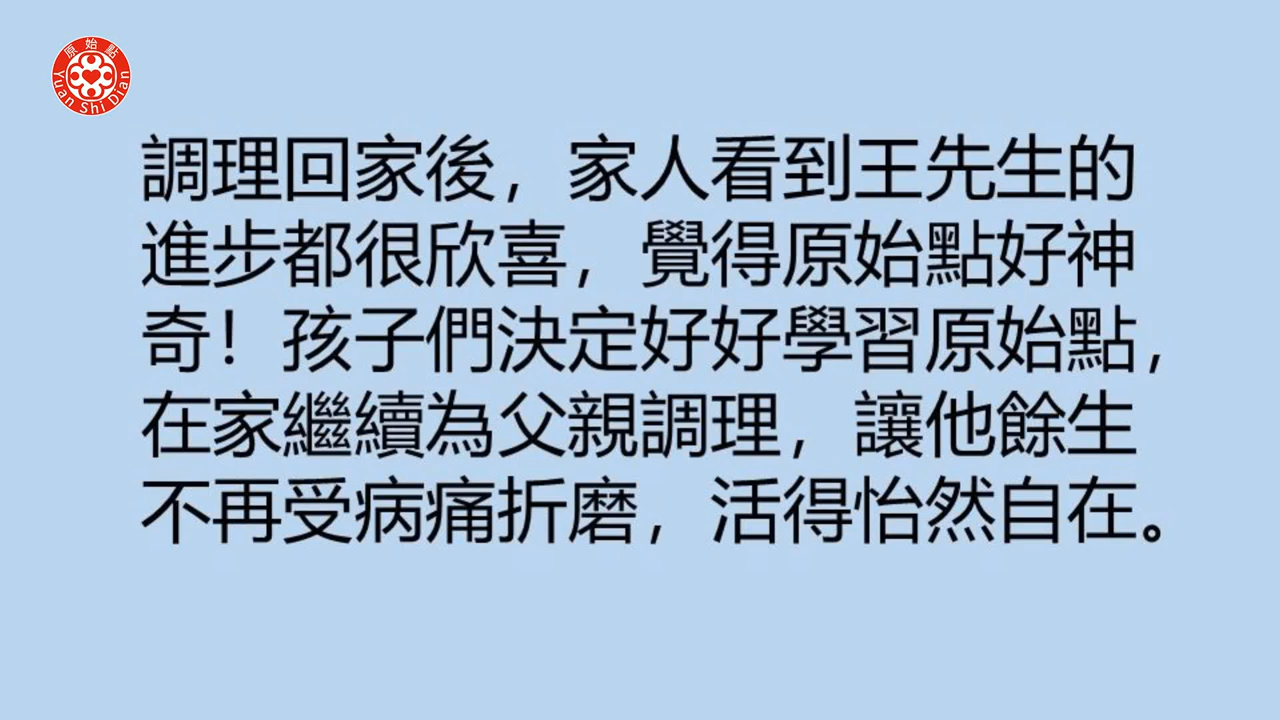 原始點
Yuan Shi Dian
調理回家後，家人看到王先生的
進步都很欣喜，覺得原始點好神
奇！孩子們決定好好學習原始點，
在家繼續為父親調理，讓他餘生
不再受病痛折磨，活得怡然自在。